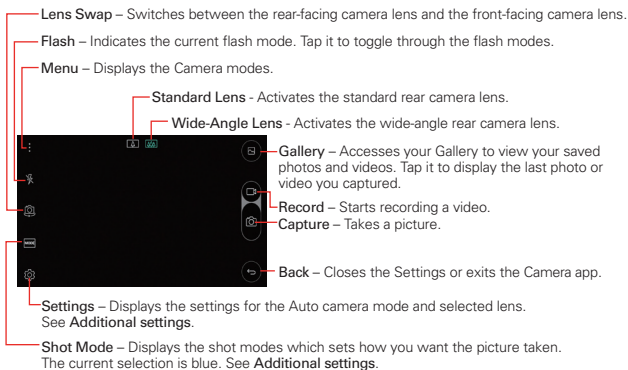 Lens Swap – Switches between the rear-facing camera lens and the front-facing camera lens.
Flash – Indicates the current flash mode. Tap it to toggle through the flash modes.
Menu – Displays the Camera modes.
Standard Lens - Activates the standard rear camera lens.
Wide-Angle Lens - Activates the wide-angle rear camera lens.
Gallery – Accesses your Gallery to view your saved
photos and videos. Tap it to display the last photo or
video you captured.
Record – Starts recording a video.
Capture – Takes a picture.
MODE
Back – Closes the Settings or exits the Camera app.
Settings – Displays the settings for the Auto camera mode and selected lens.
See Additional settings.
Shot Mode – Displays the shot modes which sets how you want the picture taken.
The current selection is blue. See Additional settings.